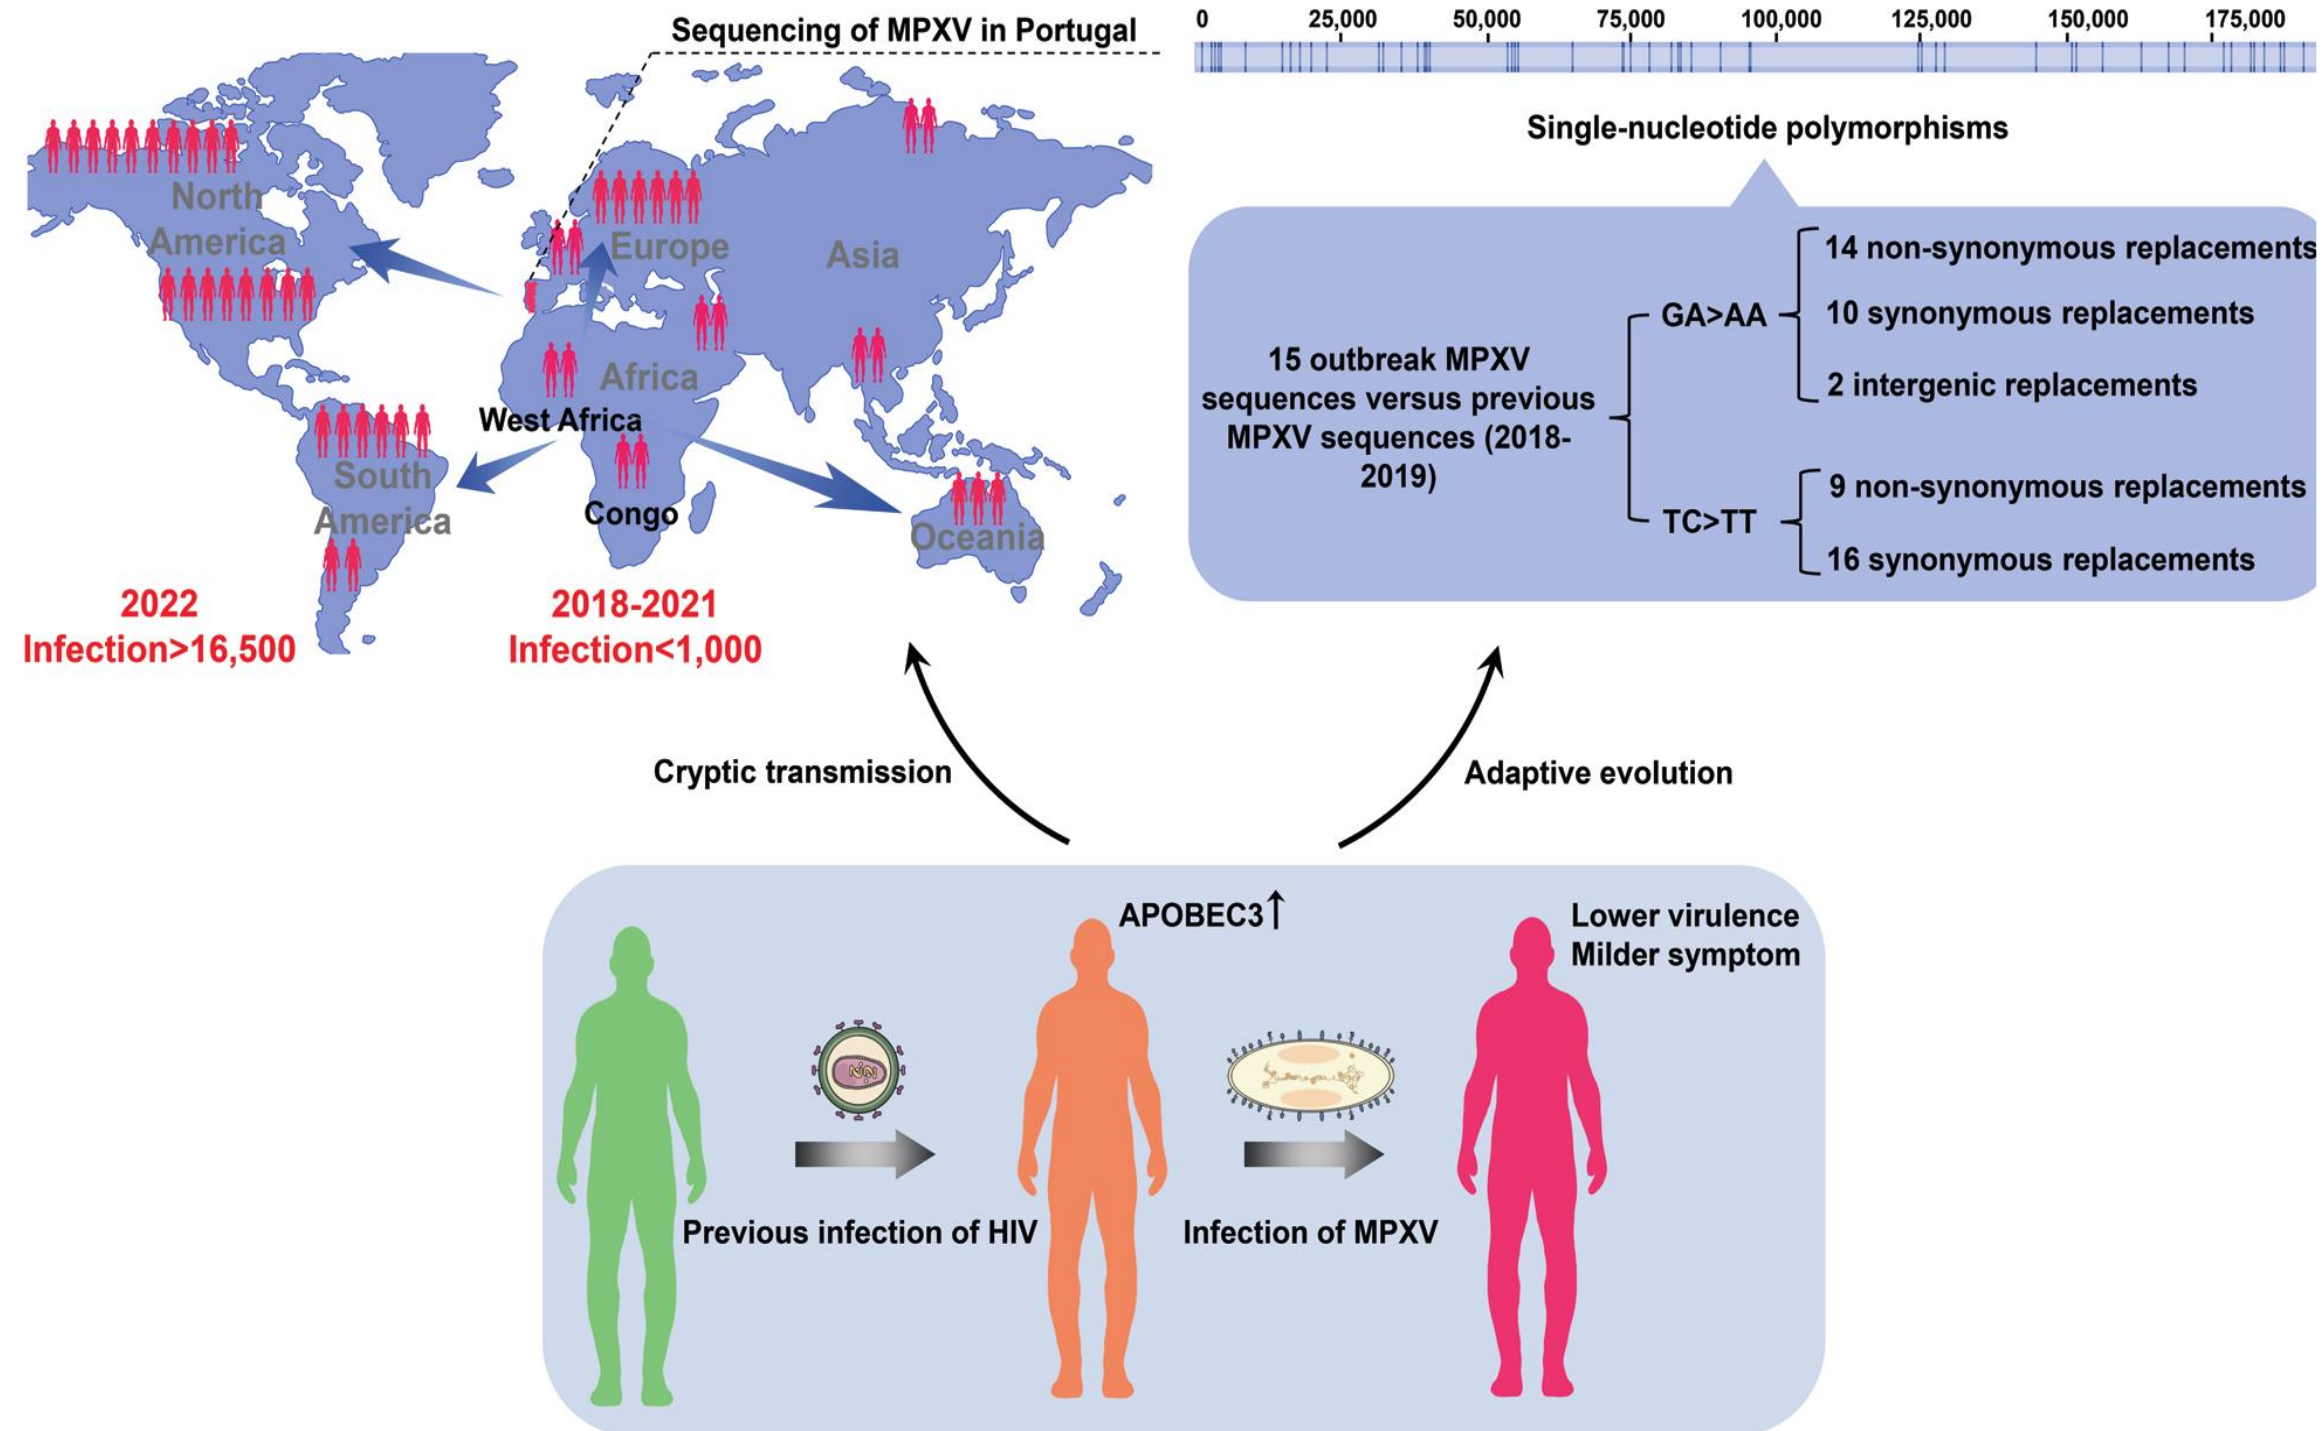 Sequencing of MPXV in Portugal
North
America
Europe
Asia
Africa
West Africa
Congo
South
America
Oceania
2022
Infection>16,500
2018-2021
Infection<1,000
0 25,000 50,000 75,000 100,000 125,000 150,000 175,000
Single-nucleotide polymorphisms
15 outbreak MPXV
sequences versus previous
MPXV sequences (2018-
2019)
GA>AA
14 non-synonymous replacements
10 synonymous replacements
2 intergenic replacements
TC>TT
9 non-synonymous replacements
16 synonymous replacements
Cryptic transmission
Adaptive evolution
APOBEC3↑
Lower virulence
Milder symptom
Previous infection of HIV
Infection of MPXV